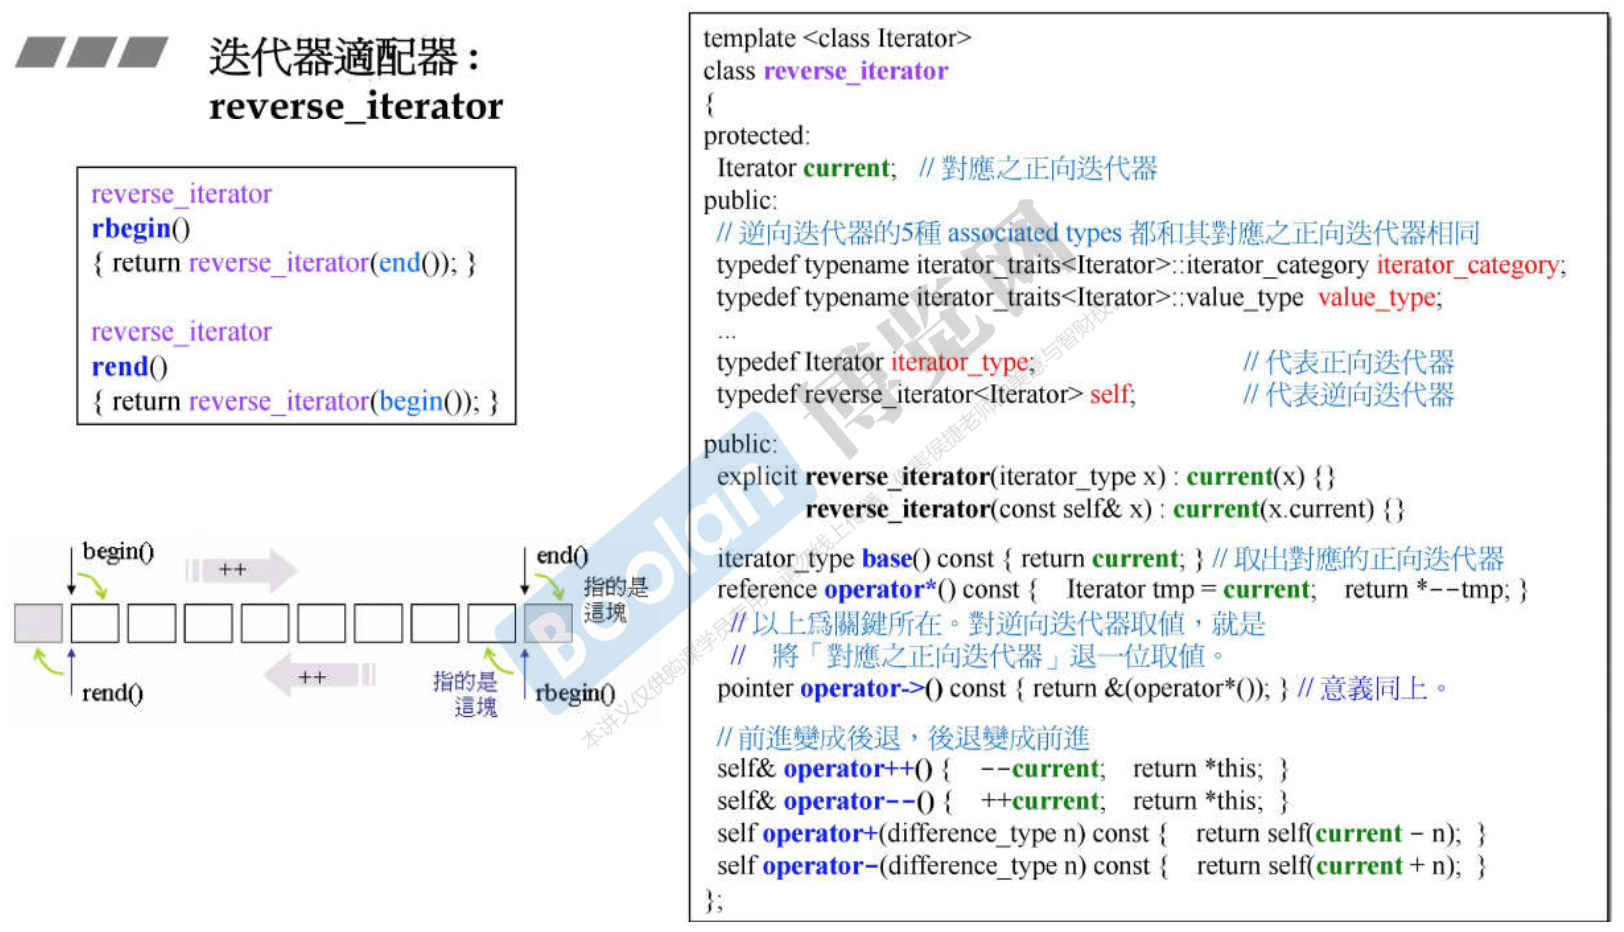 迭代器適配器：
reverse_iterator
reverse_iterator
rbegin()
{ return reverse_iterator(end()); }
reverse_iterator
rend()
{ return reverse_iterator(begin()); }
begin()
++
end()
指的是
這塊
rend()
++
指的是
這塊
rbegin()
template <class Iterator>
class reverse_iterator
{
protected:
Iterator current; // 對應之正向迭代器
public:
// 逆向迭代器的5種 associated types 都和其對應之正向迭代器相同
typedef typename iterator_traits<Iterator>::iterator_category iterator_category;
typedef typename iterator_traits<Iterator>::value_type value_type;
...
typedef Iterator iterator_type; // 代表正向迭代器
typedef reverse_iterator<Iterator> self; // 代表逆向迭代器
public:
explicit reverse_iterator(iterator_type x) : current(x) {}
reverse_iterator(const self& x) : current(x.current) {}
iterator_type base() const { return current; } // 取出對應的正向迭代器
reference operator*() const { Iterator tmp = current; return *--tmp; }
// 以上爲關鍵所在。對逆向迭代器取值，就是
// 將「對應之正向迭代器」退一位取值。
pointer operator->() const { return &(operator*()); } // 意義同上。
// 前進變成後退，後退變成前進
self& operator++() { --current; return *this; }
self& operator--() { ++current; return *this; }
self operator+(difference_type n) const { return self(current - n); }
self operator-(difference_type n) const { return self(current + n); }
};
Boolan
博览网
本讲义仅供购课学员专用
害侯捷老师
与智财权